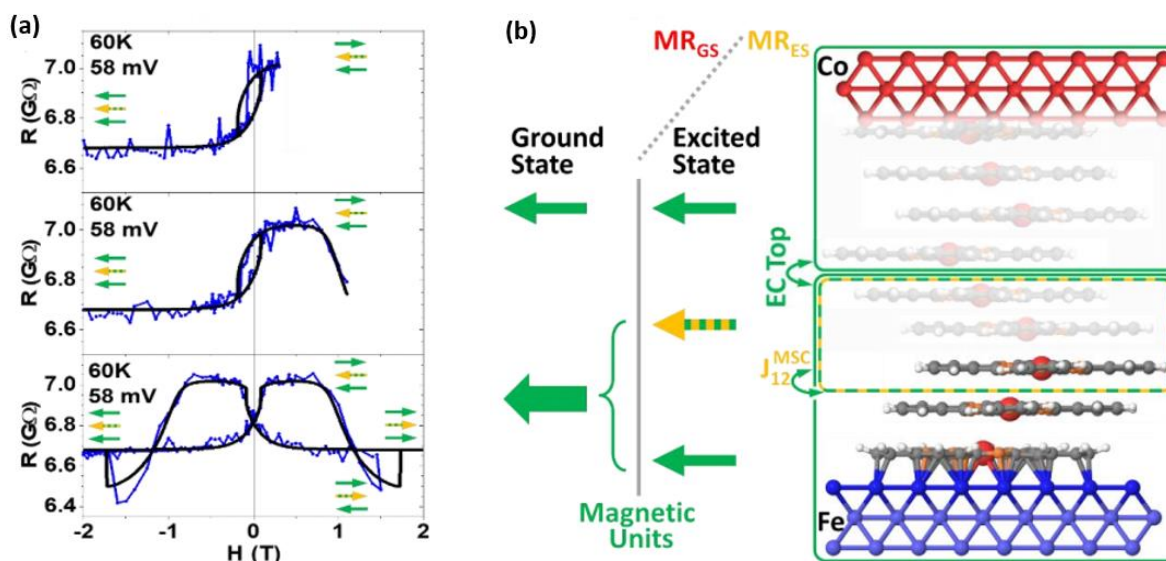 (a)
60K
58 mV
7.0
6.8
6.6
R (GΩ)
60K
58 mV
7.0
6.8
6.6
R (GΩ)
60K
58 mV
7.0
6.8
6.6
6.4
R (GΩ)
-2 -1 0 1 2
H (T)
(b)
MR_GS MR_ES
Ground State
Excited State
Magnetic Units
Co
EC Top
J_12^MSC
Fe